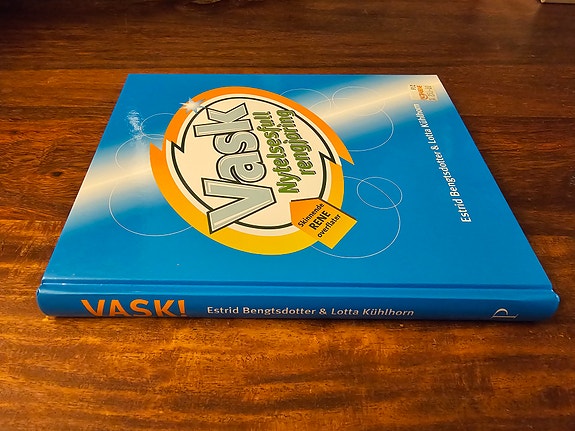 Vask
Nytelsesfull
rengjøring
Skinnende
RENE
overflater
Estrid Bengtsdotter & Lotta Kühlhorn
VASK!
Estrid Bengtsdotter & Lotta Kühlhorn